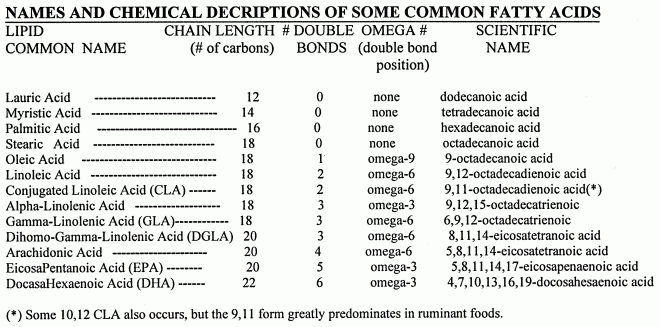 NAMES AND CHEMICAL DECRIPTIONS OF SOME COMMON FATTY ACIDS
LIPID CHAIN LENGTH # DOUBLE OMEGA # SCIENTIFIC
COMMON NAME (# of carbons) BONDS (double bond NAME
position)
Lauric Acid --------------------------- 12 0 none dodecanoic acid
Myristic Acid --------------------------- 14 0 none tetradecanoic acid
Palmitic Acid ------------------------------- 16 0 none hexadecanoic acid
Stearic Acid --------------------------- 18 0 none octadecanoic acid
Oleic Acid ------------------------------ 18 1 omega-9 9-octadecanoic acid
Linoleic Acid --------------------------- 18 2 omega-6 9,12-octadecadienoic acid
Conjugated Linoleic Acid (CLA) ------ 18 2 omega-6 9,11-octadecadienoic acid(*)
Alpha-Linolenic Acid ------------------- 18 3 omega-3 9,12,15-octadecatrienoic
Gamma-Linolenic Acid (GLA)------------ 18 3 omega-6 6,9,12-octadecatrienoic
Dihomo-Gamma-Linolenic Acid (DGLA) 20 3 omega-6 8,11,14-eicosatetranoic acid
Arachidonic Acid --------------------- 20 4 omega-6 5,8,11,14-eicosatetranoic acid
EicosaPentanoic Acid (EPA) -------- 20 5 omega-3 5,8,11,14,17-eicosapenaenoic acid
DocasaHexaenoic Acid (DHA) ------ 22 6 omega-3 4,7,10,13,16,19-docosahesaenoic acid
(*) Some 10,12 CLA also occurs, but the 9,11 form greatly predominates in ruminant foods.